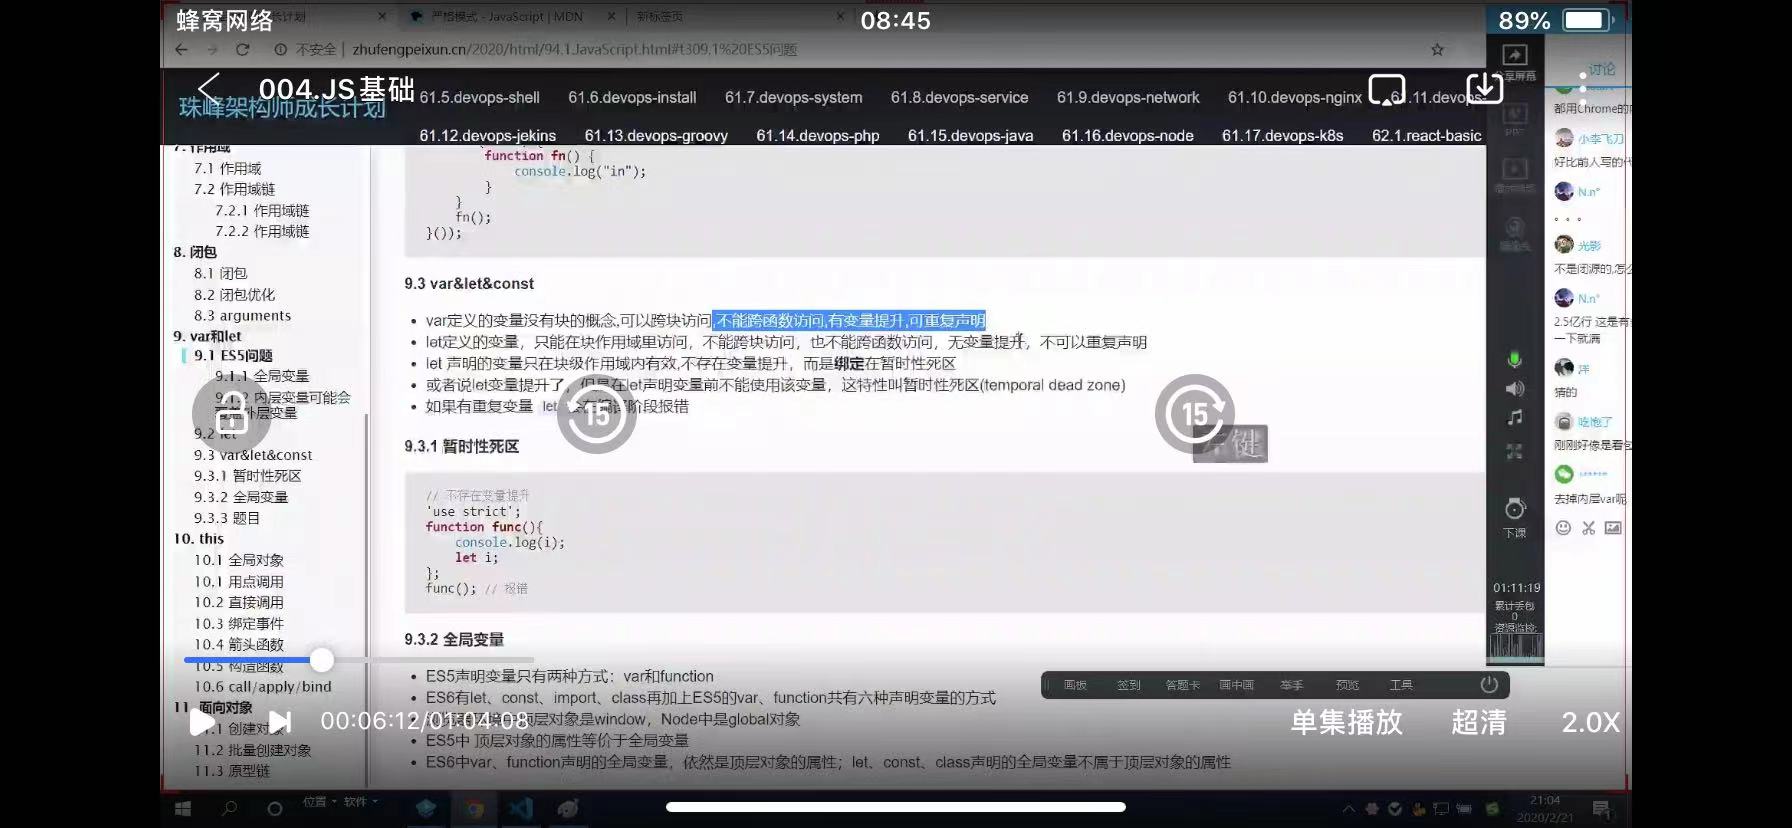 蜂窝网络
08:45
89%
长计划
严格模式 - JavaScript | MDN
新标签页
不安全 | zhufengpeixun.cn/2020/html/94.1.JavaScript.html#t309.1%20ES5问题
004.JS基础
珠峰架构师成长计划
61.5.devops-shell 61.6.devops-install 61.7.devops-system 61.8.devops-service 61.9.devops-network 61.10.devops-nginx 61.11.devops-
61.12.devops-jekins 61.13.devops-groovy 61.14.devops-php 61.15.devops-java 61.16.devops-node 61.17.devops-k8s 62.1.react-basic
7. 作用域
7.1 作用域
7.2 作用域链
7.2.1 作用域链
7.2.2 作用域链
8. 闭包
8.1 闭包
8.2 闭包优化
8.3 arguments
9. var和let
9.1 ES5问题
9.1.1 全局变量
9.1.2 内层变量可能会
覆盖外层变量
9.2 let
9.3 var&let&const
9.3.1 暂时性死区
9.3.2 全局变量
9.3.3 题目
10. this
10.1 全局对象
10.1 用点调用
10.2 直接调用
10.3 绑定事件
10.4 箭头函数
10.5 构造函数
10.6 call/apply/bind
11. 面向对象
11.1 创建对象
11.2 批量创建对象
11.3 原型链
function fn() {
console.log("in");
}
}
fn();
}());
9.3 var&let&const
var定义的变量没有块的概念,可以跨块访问,不能跨函数访问,有变量提升,可重复声明
let定义的变量，只能在块作用域里访问，不能跨块访问，也不能跨函数访问，无变量提升，不可以重复声明
let 声明的变量只在块级作用域内有效,不存在变量提升，而是绑定在暂时性死区
或者说let变量提升了，但是在let声明变量前不能使用该变量，这特性叫暂时性死区(temporal dead zone)
如果有重复变量 let 会在编译阶段报错
15
15
9.3.1 暂时性死区
// 不存在变量提升
'use strict';
function func(){
console.log(i);
let i;
};
func(); // 报错
9.3.2 全局变量
ES5声明变量只有两种方式：var和function
ES6有let、const、import、class再加上ES5的var、function共有六种声明变量的方式
顶层对象是window，Node中是global对象
ES5中 顶层对象的属性等价于全局变量
ES6中var、function声明的全局变量，依然是顶层对象的属性；let、const、class声明的全局变量不属于顶层对象的属性
键
分享屏幕
PPT
下课
01:11:19
累计丢包
0
资源监控:
讨论
都用Chrome的
小李飞刀
好比前人写的代
N.n°
。。。
光影
不是闭源的,怎么
N.n°
2.5亿行 这是有
一下就满
洋
猜的
吃饱了
刚刚好像是看包
去掉内层var呢
画板 签到 答题卡 画中画 举手 预览 工具
00:06:12/01:04:08
单集播放 超清 2.0X
位置 软件
21:04
2020/2/21